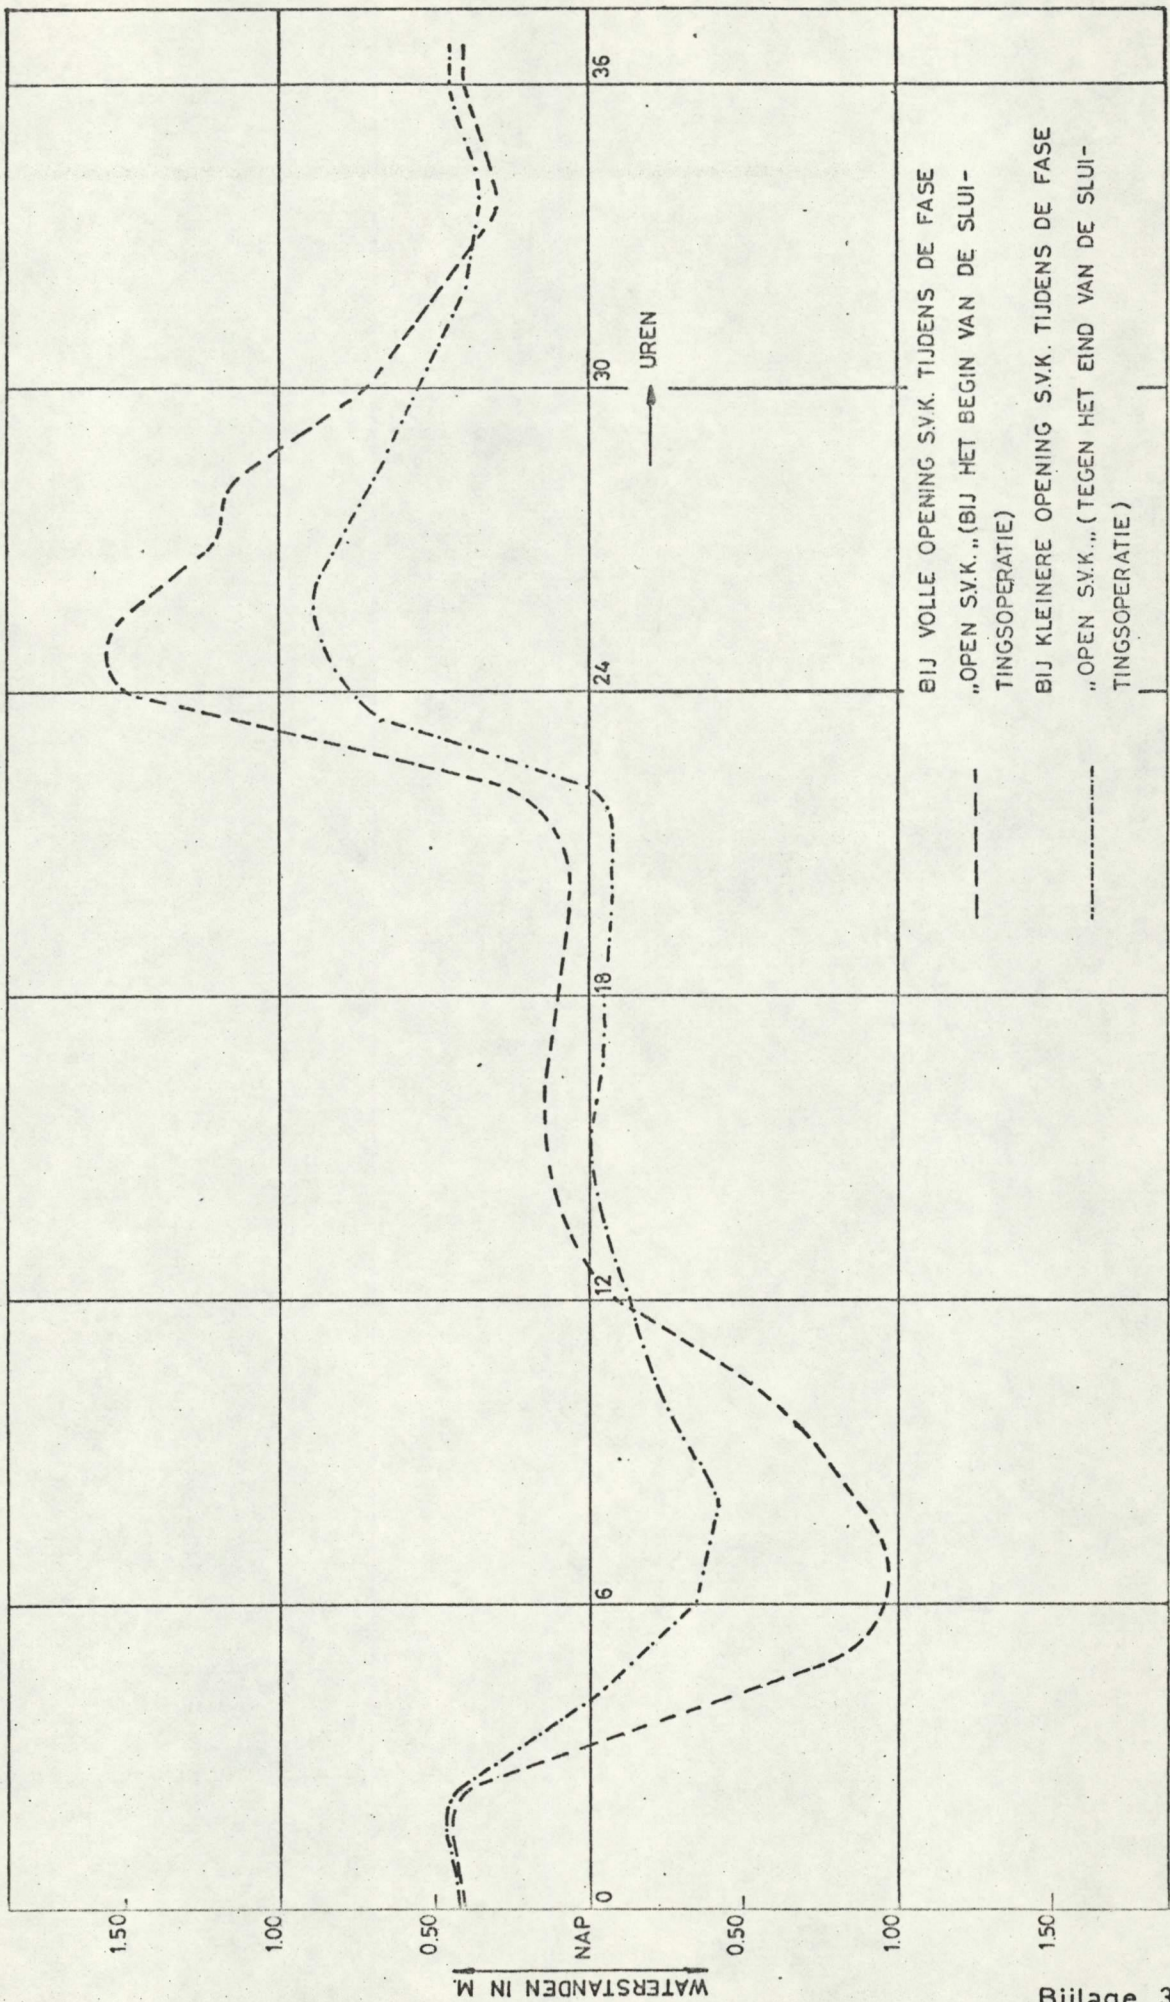 1.50
1.00
0.50
NAP
0.50
1.00
1.50
WATERSTANDEN IN M.
0
6
12
18
24
30
36
UREN
BIJ VOLLE OPENING S.V.K. TIJDENS DE FASE
„OPEN S.V.K.„ (BIJ HET BEGIN VAN DE SLUI-
TINGSOPERATIE)
BIJ KLEINERE OPENING S.V.K. TIJDENS DE FASE
„OPEN S.V.K.„ (TEGEN HET EIND VAN DE SLUI-
TINGSOPERATIE)
Bijlage 3